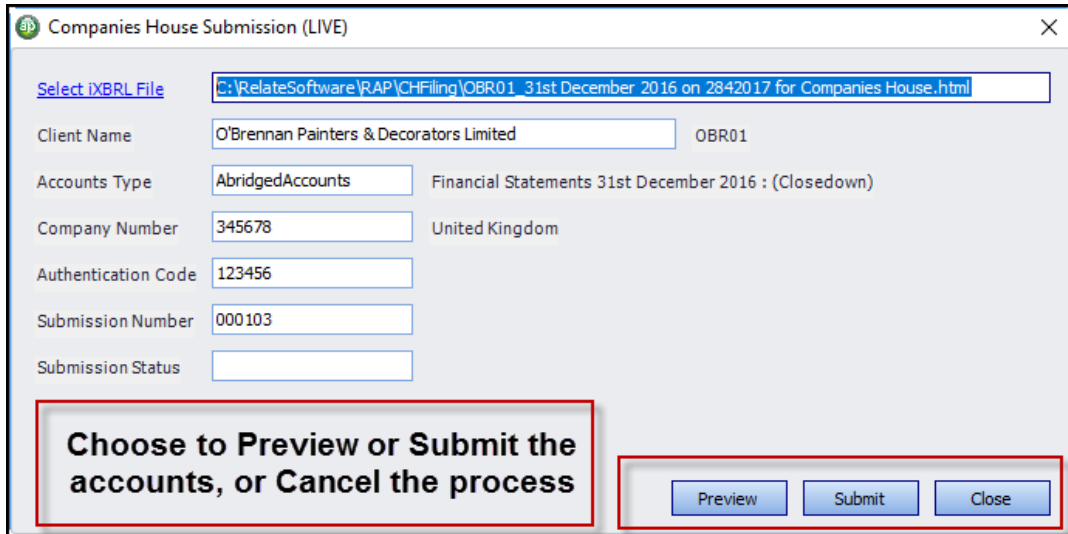 Companies House Submission (LIVE)
Select iXBRL File C:\RelateSoftware\RAP\CHFiling\OBR01_31st December 2016 on 2842017 for Companies House.html
Client Name O'Brennan Painters & Decorators Limited OBR01
Accounts Type AbridgedAccounts Financial Statements 31st December 2016 : (Closedown)
Company Number 345678 United Kingdom
Authentication Code 123456
Submission Number 000103
Submission Status
Choose to Preview or Submit the
accounts, or Cancel the process
Preview Submit Close